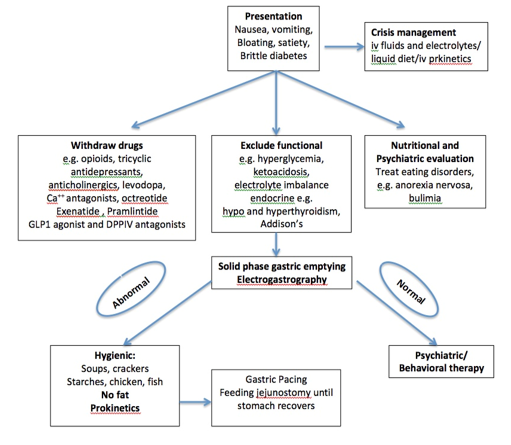 Presentation
Nausea, vomiting,
Bloating, satiety,
Brittle diabetes
Crisis management
iv fluids and electrolytes/
liquid diet/iv prkinetics
Withdraw drugs
e.g. opioids, tricyclic
antidepressants,
anticholinergics, levodopa,
Ca++ antagonists, octreotide
Exenatide , Pramlintide
GLP1 agonist and DPPIV antagonists
Exclude functional
e.g. hyperglycemia,
ketoacidosis,
electrolyte imbalance
endocrine e.g.
hypo and hyperthyroidism,
Addison's
Nutritional and
Psychiatric evaluation
Treat eating disorders,
e.g. anorexia nervosa,
bulimia
Solid phase gastric emptying
Electrogastrography
Abnormal
Normal
Hygienic:
Soups, crackers
Starches, chicken, fish
No fat
Prokinetics
Gastric Pacing
Feeding jejunostomy until
stomach recovers
Psychiatric/
Behavioral therapy